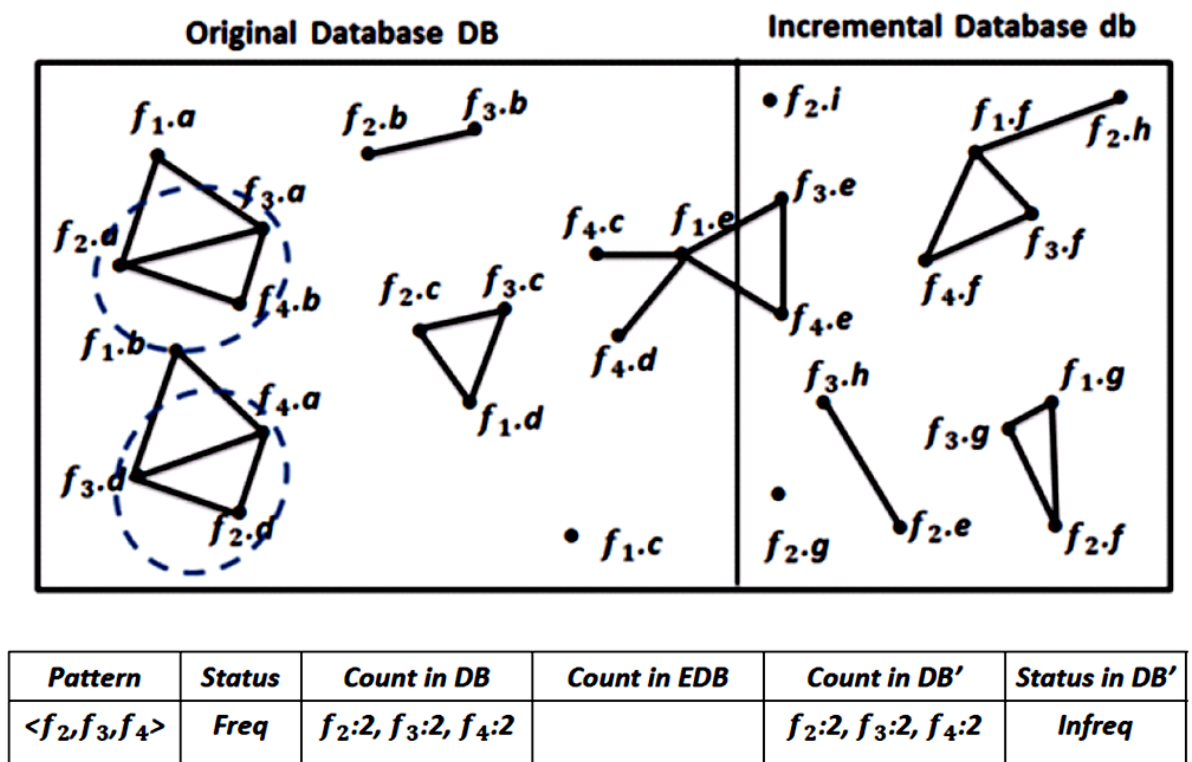 Original Database DB
Incremental Database db
f₁.a
f₂.b
f₃.b
f₃.a
f₂.a
f₄.b
f₁.b
f₄.a
f₃.d
f₂.d
f₂.c
f₃.c
f₁.d
f₄.c
f₁.e
f₄.d
f₁.c
f₂.i
f₃.e
f₄.e
f₁.f
f₂.h
f₃.f
f₄.f
f₃.h
f₂.e
f₂.g
f₁.g
f₃.g
f₂.f
Pattern Status Count in DB Count in EDB Count in DB′ Status in DB′
<f₂,f₃,f₄> Freq f₂:2, f₃:2, f₄:2 f₂:2, f₃:2, f₄:2 Infreq